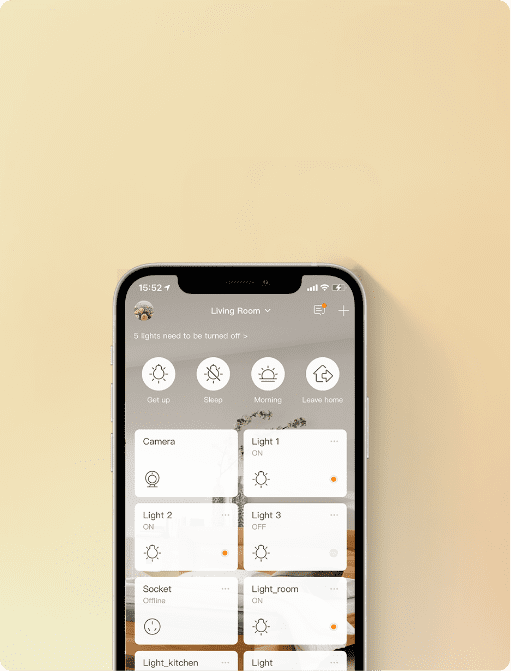 15:52
Living Room
5 lights need to be turned off >
Get up
Sleep
Morning
Leave home
Camera
Light 1
ON
Light 2
ON
Light 3
OFF
Socket
Offline
Light_room
ON
Light_kitchen
Light